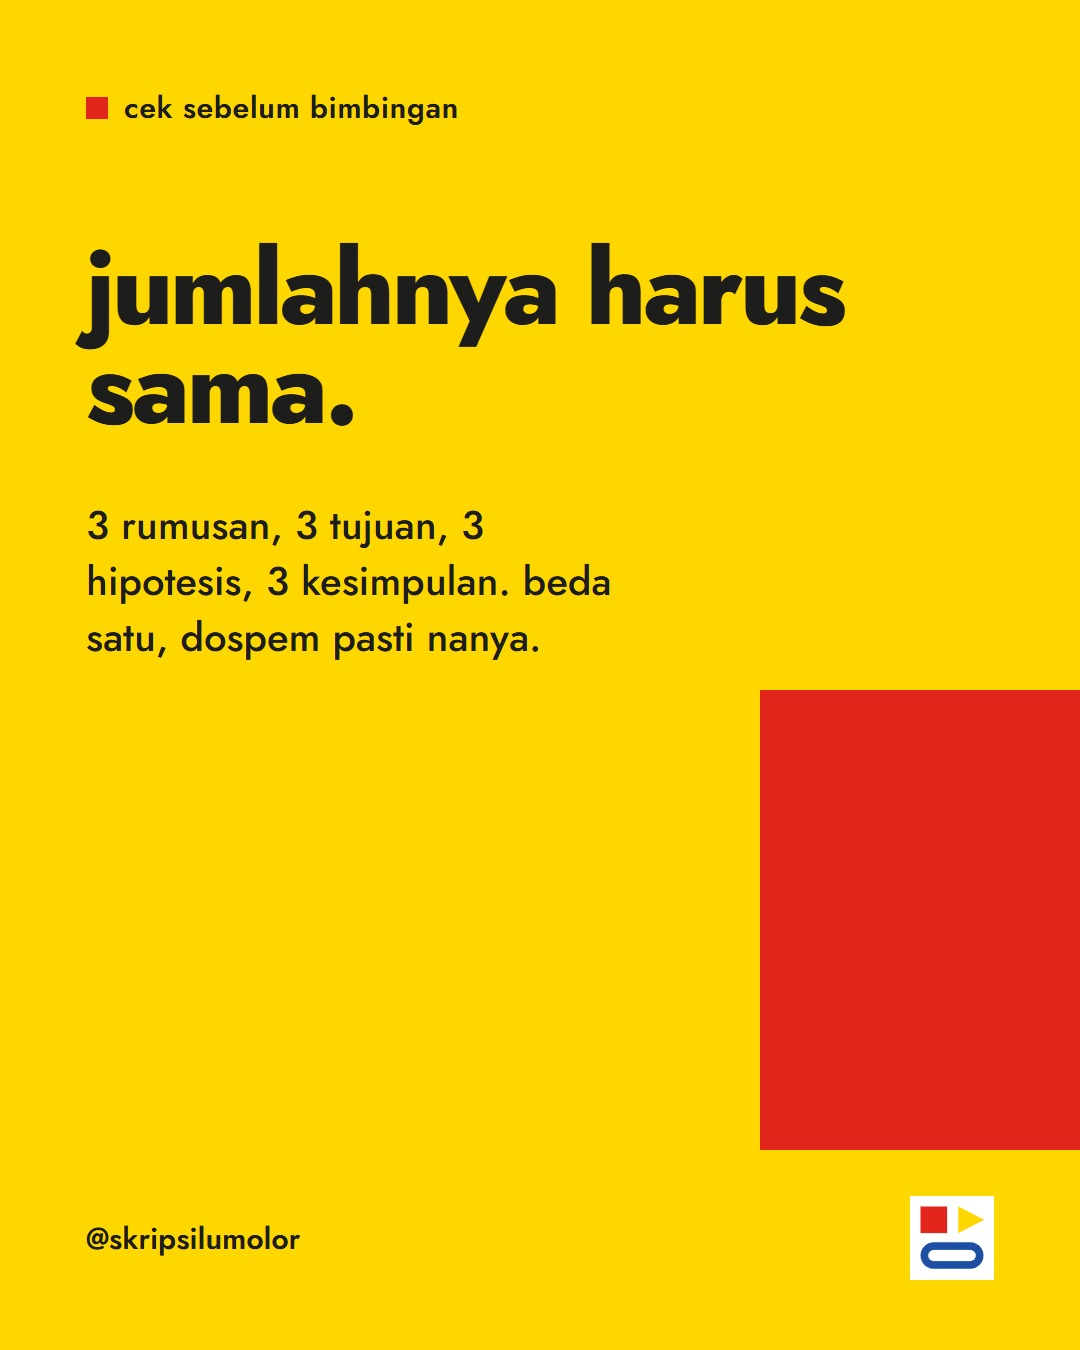 cek sebelum bimbingan
jumlahnya harus
sama.
3 rumusan, 3 tujuan, 3
hipotesis, 3 kesimpulan. beda
satu, dospem pasti nanya.
@skripsilumolor